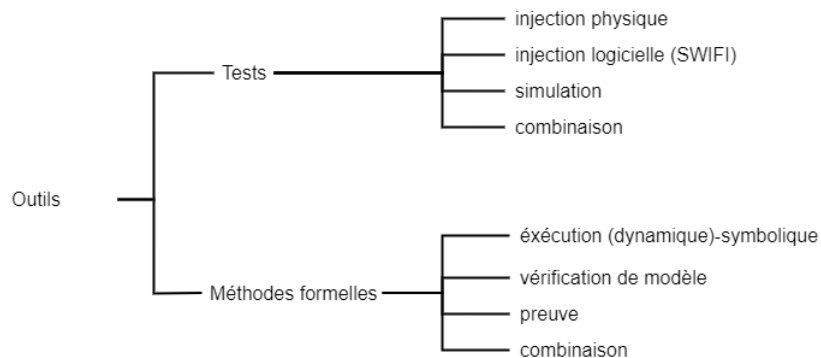 injection physique
injection logicielle (SWIFI)
Tests
simulation
combinaison
Outils
éxécution (dynamique)-symbolique
vérification de modèle
Méthodes formelles
preuve
combinaison